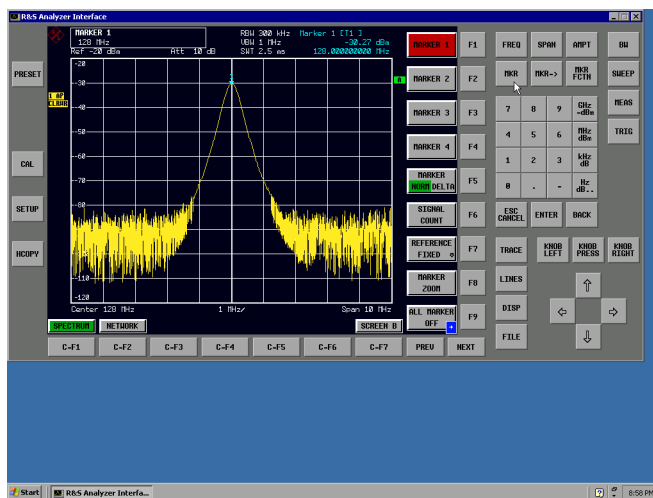 R&S Analyzer Interface
MARKER 1
128 MHz
RBW 300 kHz Marker 1 [T1 ]
VBW 1 MHz -30.27 dBm
Ref -20 dBm Att 10 dB SWT 2.5 ms 128.000000000 MHz
-20
-30
1 AP
CLRWR
-50
-60
-70
-80
-110
-120
1
A
Center 128 MHz 1 MHz/ Span 10 MHz
SPECTRUM NETWORK SCREEN B
PRESET
CAL
SETUP
HCOPY
MARKER 1 F1
MARKER 2 F2
MARKER 3 F3
MARKER 4 F4
MARKER
NORM DELTA F5
SIGNAL
COUNT F6
REFERENCE
FIXED F7
MARKER
ZOOM F8
ALL MARKER
OFF F9
C-F1 C-F2 C-F3 C-F4 C-F5 C-F6 C-F7 PREV NEXT
FREQ SPAN AMPT BW
MKR MKR-> MKR
FCTN SWEEP
MEAS
7 8 9 GHz
-dBm
TRIG
4 5 6 MHz
dBm
1 2 3 kHz
dB
0 . - Hz
dB..
ESC
CANCEL ENTER BACK
TRACE KNOB
LEFT KNOB
PRESS KNOB
RIGHT
LINES
DISP
FILE
Start R&S Analyzer Interfa... 8:58 PM